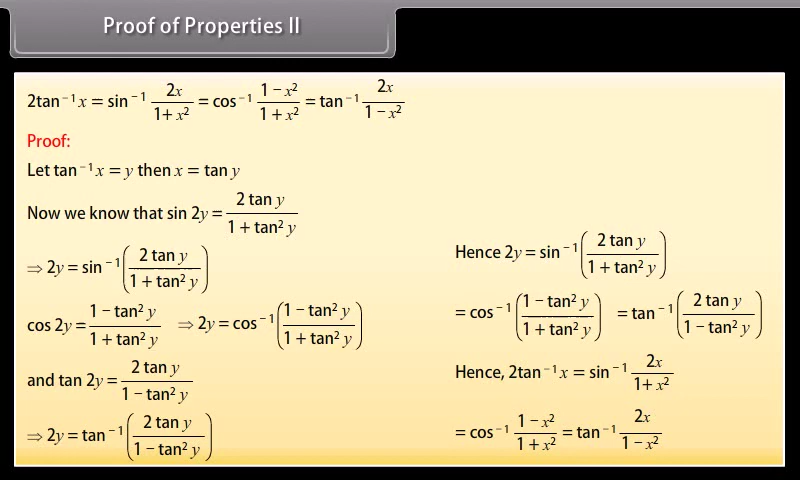 Proof of Properties II
2tan⁻¹x = sin⁻¹ 2x/(1+x²) = cos⁻¹ (1−x²)/(1+x²) = tan⁻¹ 2x/(1−x²)
Proof:
Let tan⁻¹x = y then x = tan y
Now we know that sin 2y = (2 tan y)/(1 + tan² y)
⇒ 2y = sin⁻¹((2 tan y)/(1 + tan² y))
cos 2y = (1 − tan² y)/(1 + tan² y) ⇒ 2y = cos⁻¹((1 − tan² y)/(1 + tan² y))
and tan 2y = (2 tan y)/(1 − tan² y)
⇒ 2y = tan⁻¹((2 tan y)/(1 − tan² y))
Hence 2y = sin⁻¹((2 tan y)/(1 + tan² y))
= cos⁻¹((1 − tan² y)/(1 + tan² y)) = tan⁻¹((2 tan y)/(1 − tan² y))
Hence, 2tan⁻¹x = sin⁻¹ 2x/(1+x²)
= cos⁻¹ (1−x²)/(1+x²) = tan⁻¹ 2x/(1−x²)